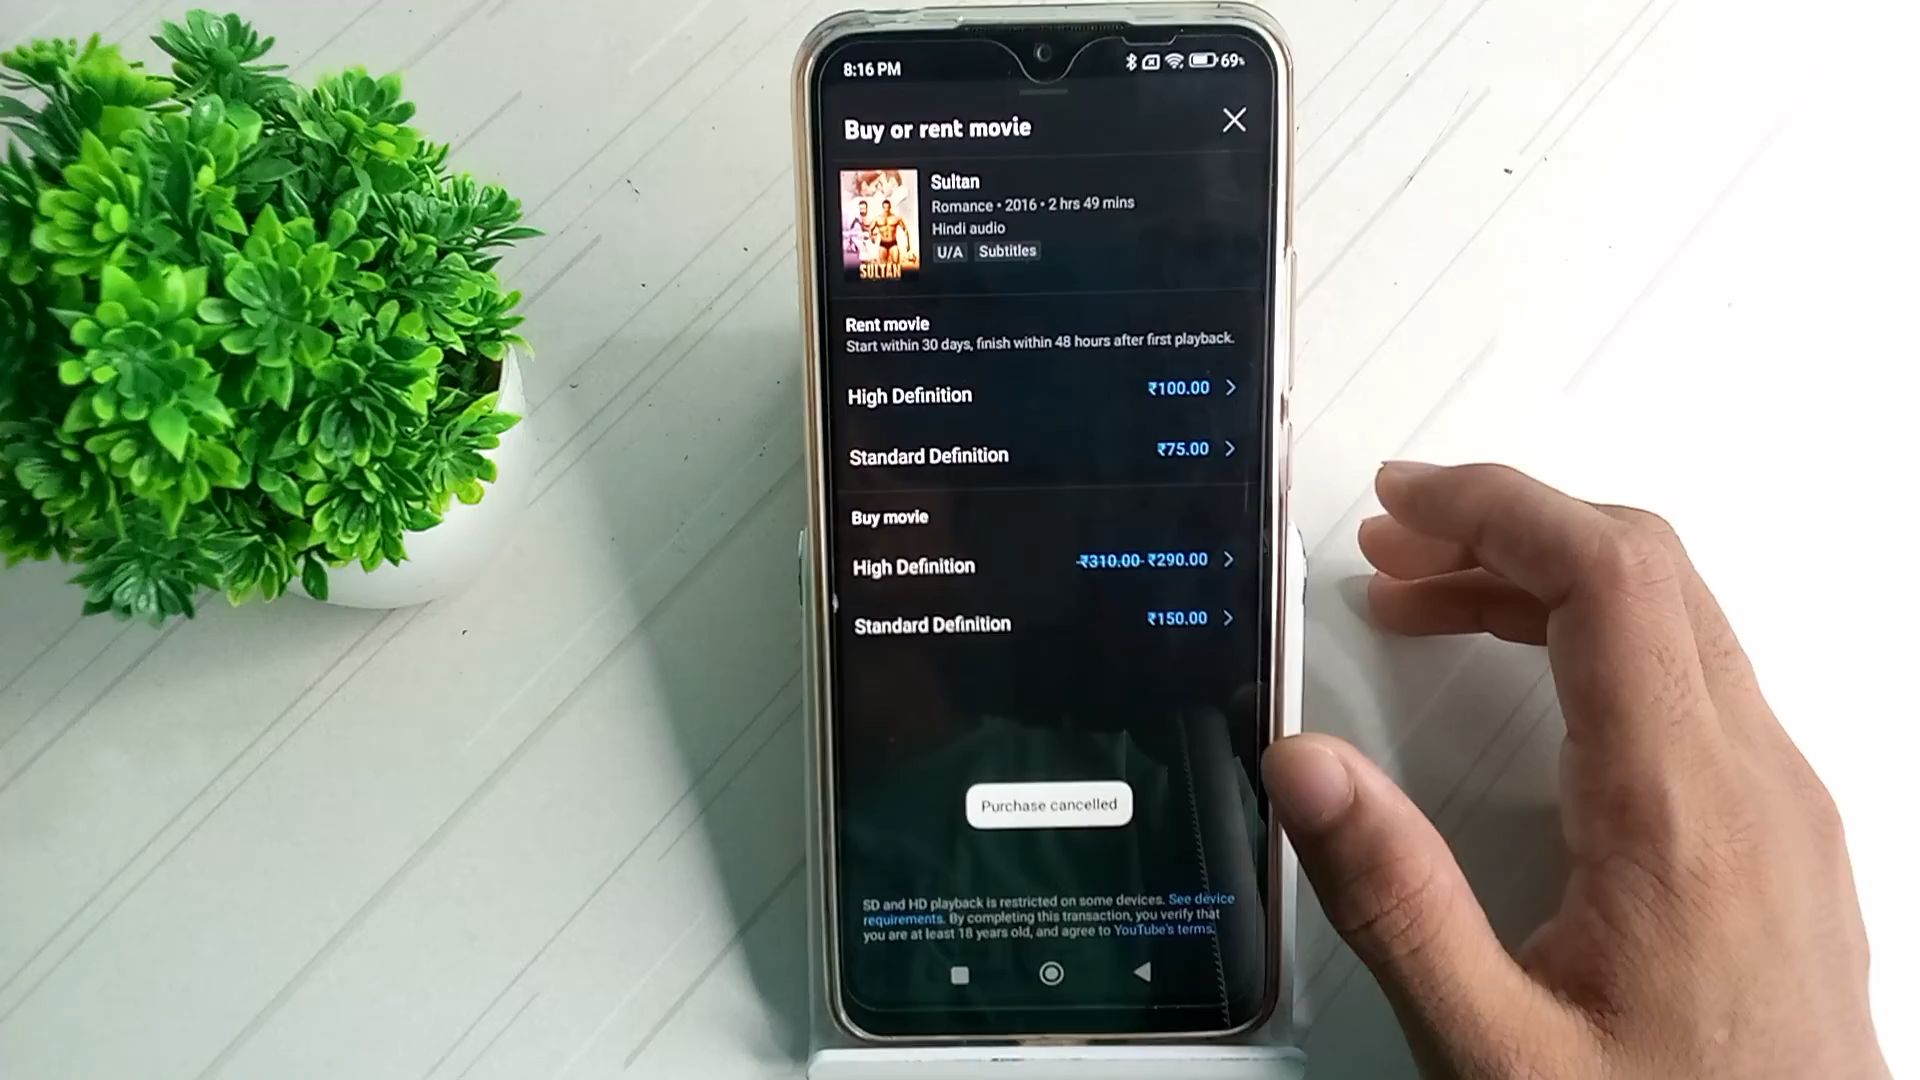 8:16 PM
69%
Buy or rent movie
SULTAN
Sultan
Romance • 2016 • 2 hrs 49 mins
Hindi audio
U/A Subtitles
Rent movie
Start within 30 days, finish within 48 hours after first playback.
High Definition ₹100.00
Standard Definition ₹75.00
Buy movie
High Definition ₹310.00 ₹290.00
Standard Definition ₹150.00
Purchase cancelled
SD and HD playback is restricted on some devices. See device
requirements. By completing this transaction, you verify that
you are at least 18 years old, and agree to YouTube's terms.